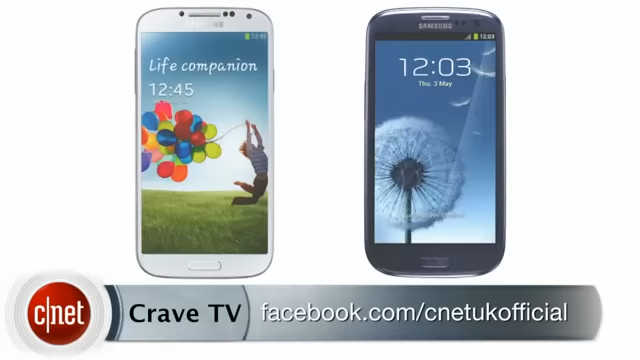 SAMSUNG
12:45
Life companion
12:45
SAMSUNG
12:03
12:03
Thu. 3 May
c|net
Crave TV
facebook.com/cnetukofficial